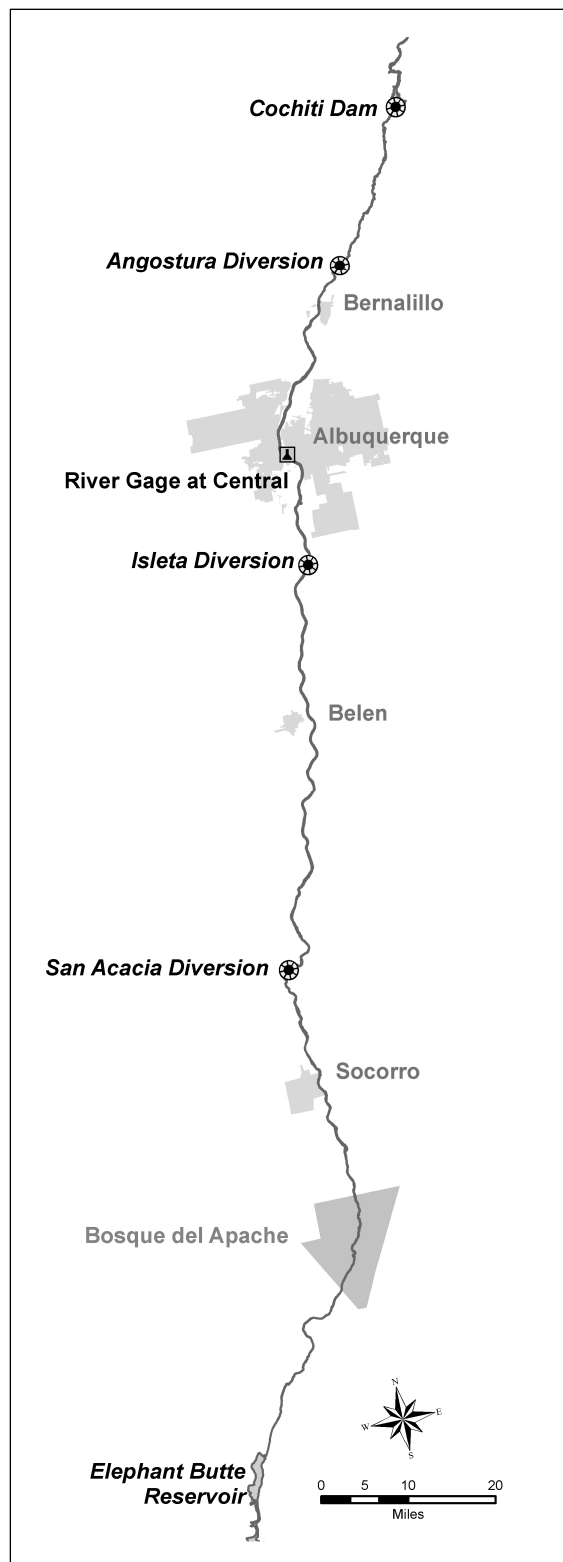 Cochiti Dam
Angostura Diversion
Bernalillo
Albuquerque
River Gage at Central
Isleta Diversion
Belen
San Acacia Diversion
Socorro
Bosque del Apache
N
W
E
S
Elephant Butte
Reservoir
0 5 10 20
Miles